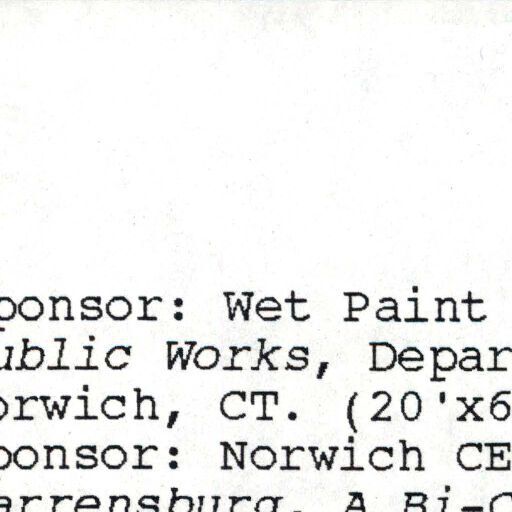 ponsor: Wet Paint
ublic Works, Depar
orwich, CT. (20'x6
ponsor: Norwich CE
arrensburg, A Bi-C